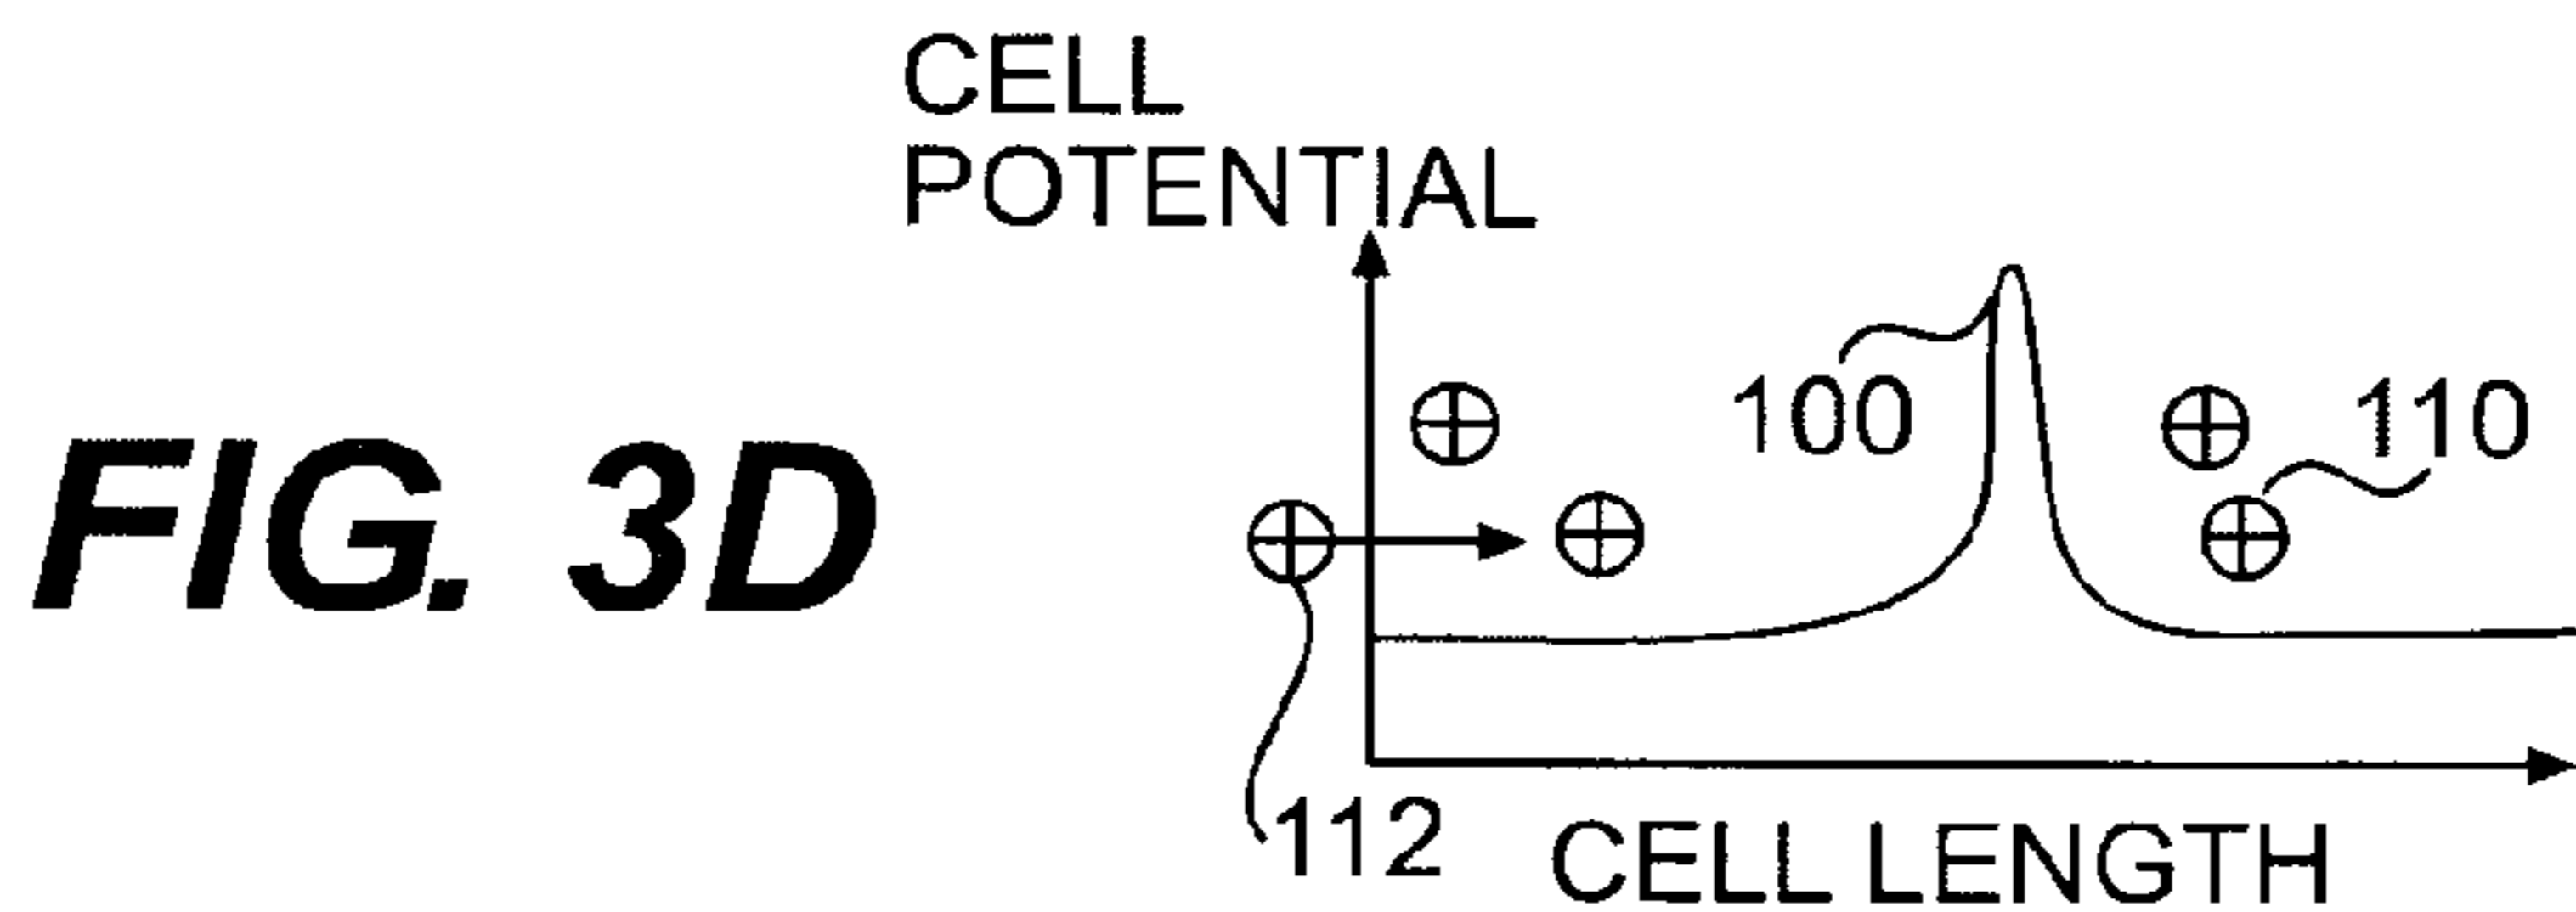 CELL
POTENTIAL
100
110
FIG. 3D
112
CELL LENGTH